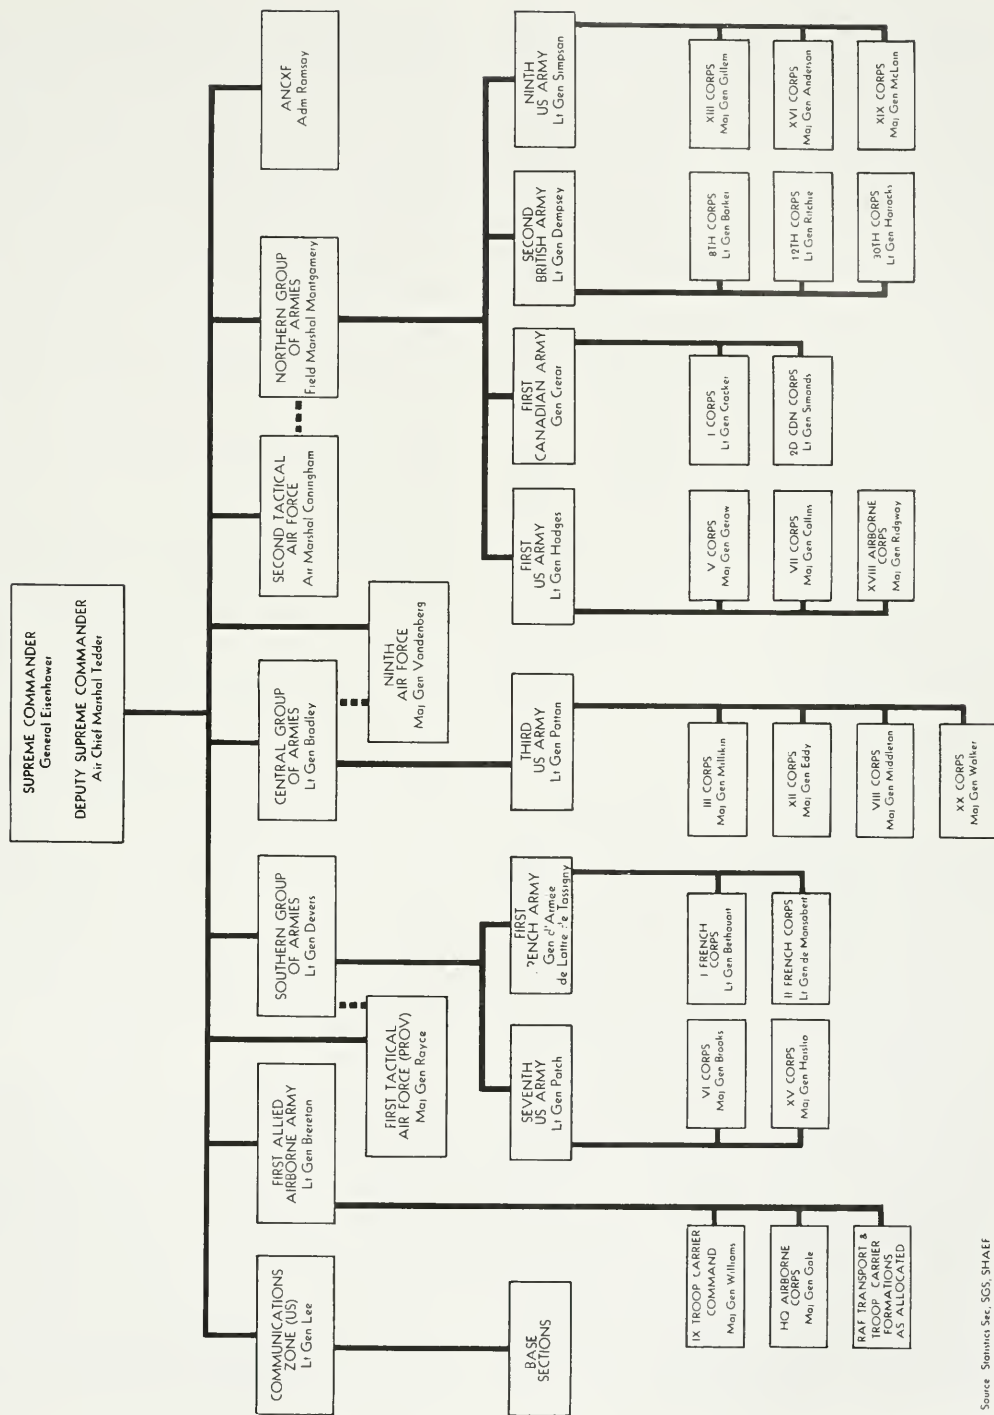 SUPREME COMMANDER
General Eisenhower
DEPUTY SUPREME COMMANDER
Air Chief Marshal Tedder
COMMUNICATIONS
ZONE (US)
Lt Gen Lee
FIRST ALLIED
AIRBORNE ARMY
Lt Gen Brereton
SOUTHERN GROUP
OF ARMIES
Lt Gen Devers
CENTRAL GROUP
OF ARMIES
Lt Gen Bradley
SECOND TACTICAL
AIR FORCE
Air Marshal Coningham
NORTHERN GROUP
OF ARMIES
Field Marshal Montgomery
ANCXF
Adm Ramsay
FIRST TACTICAL
AIR FORCE (PROV)
Maj Gen Royce
NINTH
AIR FORCE
Maj Gen Vandenberg
BASE
SECTIONS
SEVENTH
US ARMY
Lt Gen Patch
FIRST
FRENCH ARMY
Gen d'Armee
de Lattre de Tassigny
THIRD
US ARMY
Lt Gen Patton
FIRST
US ARMY
Lt Gen Hodges
FIRST
CANADIAN ARMY
Gen Crerar
SECOND
BRITISH ARMY
Lt Gen Dempsey
NINTH
US ARMY
Lt Gen Simpson
IX TROOP CARRIER
COMMAND
Maj Gen Williams
VI CORPS
Maj Gen Brooks
I FRENCH
CORPS
Lt Gen Bethouart
III CORPS
Maj Gen Millikin
V CORPS
Maj Gen Gerow
I CORPS
Lt Gen Crocker
8TH CORPS
Lt Gen Barker
XIII CORPS
Maj Gen Gillem
HQ AIRBORNE
CORPS
Maj Gen Gale
XV CORPS
Maj Gen Haislip
II FRENCH CORPS
Lt Gen de Monsabert
XII CORPS
Maj Gen Eddy
VII CORPS
Maj Gen Collins
2D CDN CORPS
Lt Gen Simonds
12TH CORPS
Lt Gen Ritchie
XVI CORPS
Maj Gen Anderson
RAF TRANSPORT &
TROOP CARRIER
FORMATIONS
AS ALLOCATED
VIII CORPS
Maj Gen Middleton
XVIII AIRBORNE
CORPS
Maj Gen Ridgway
30TH CORPS
Lt Gen Horrocks
XIX CORPS
Maj Gen McLain
XX CORPS
Maj Gen Walker
Source Statistics Sec, SGS, SHAEF